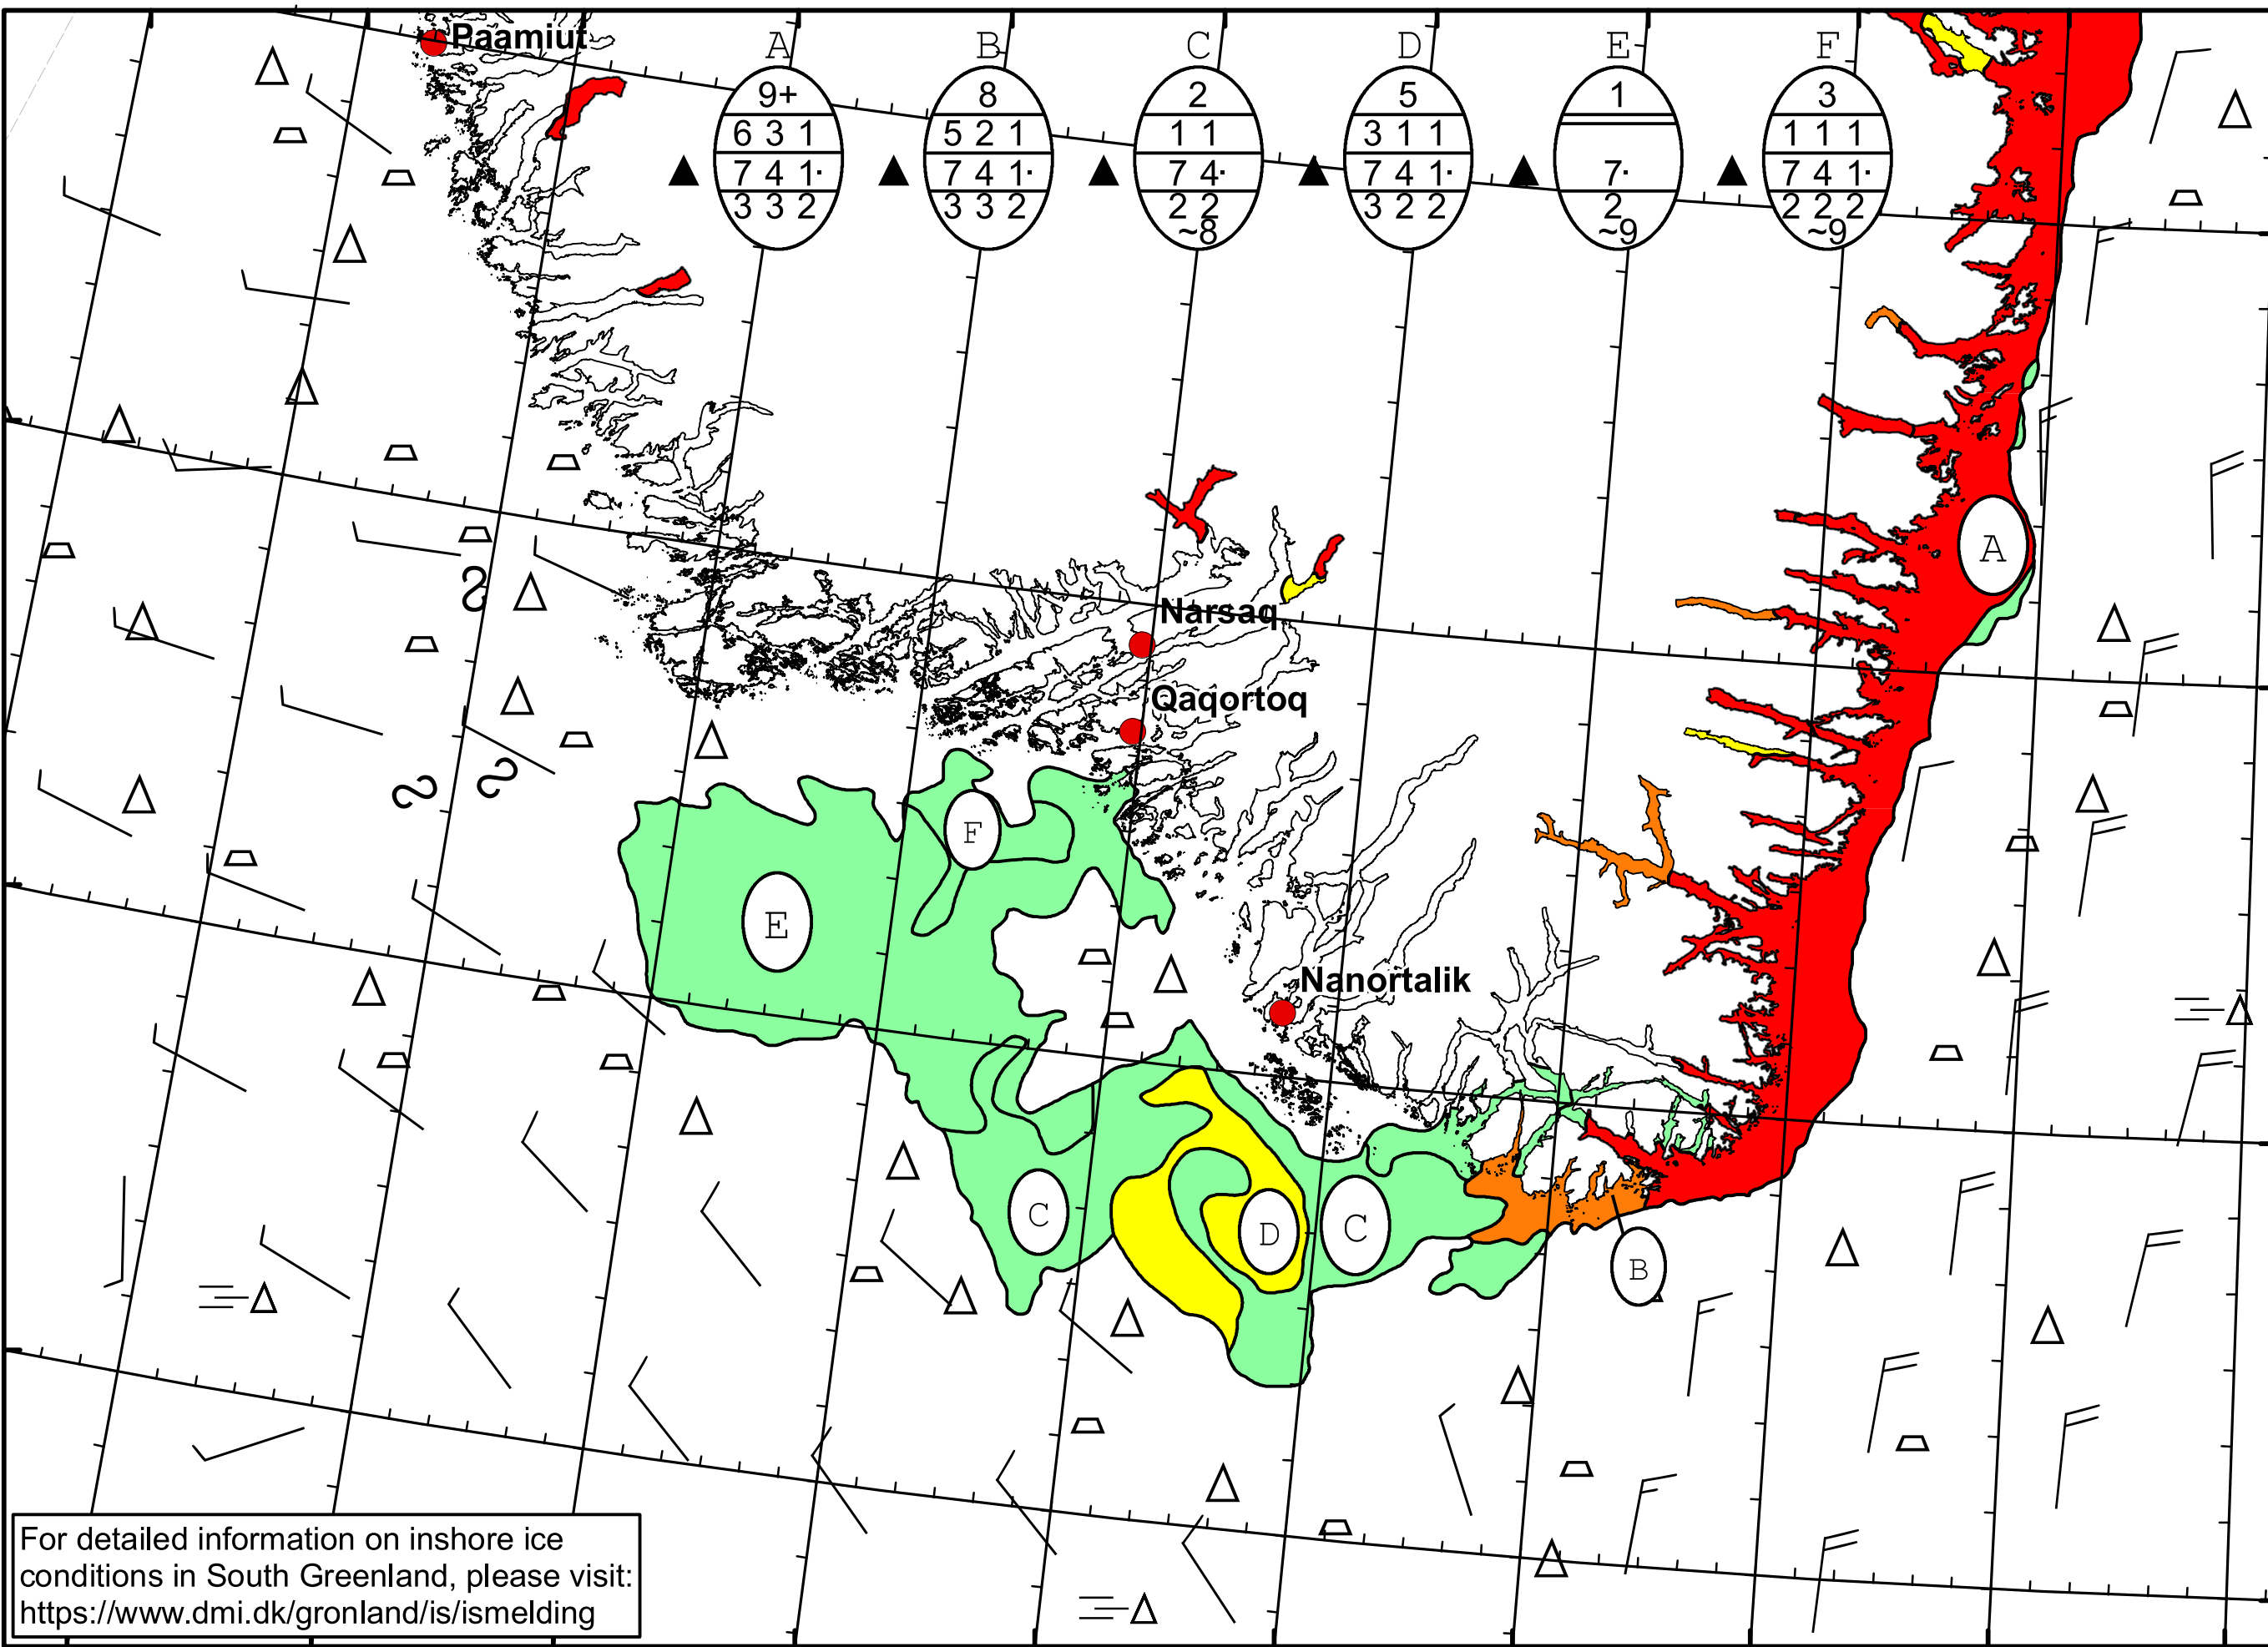 Paamiut
A B C D E F
9+ 8 2 5 1 3
6 3 1 5 2 1 1 1 3 1 1 1 1 1
7 4 1· 7 4 1· 7 4· 7 4 1· 7· 7 4 1·
3 3 2 3 3 2 2 2 3 2 2 2 2 2 2
~8 ~9 ~9
A
Narsaq
Qaqortoq
F
E
Nanortalik
C D C
B
For detailed information on inshore ice
conditions in South Greenland, please visit:
https://www.dmi.dk/gronland/is/ismelding